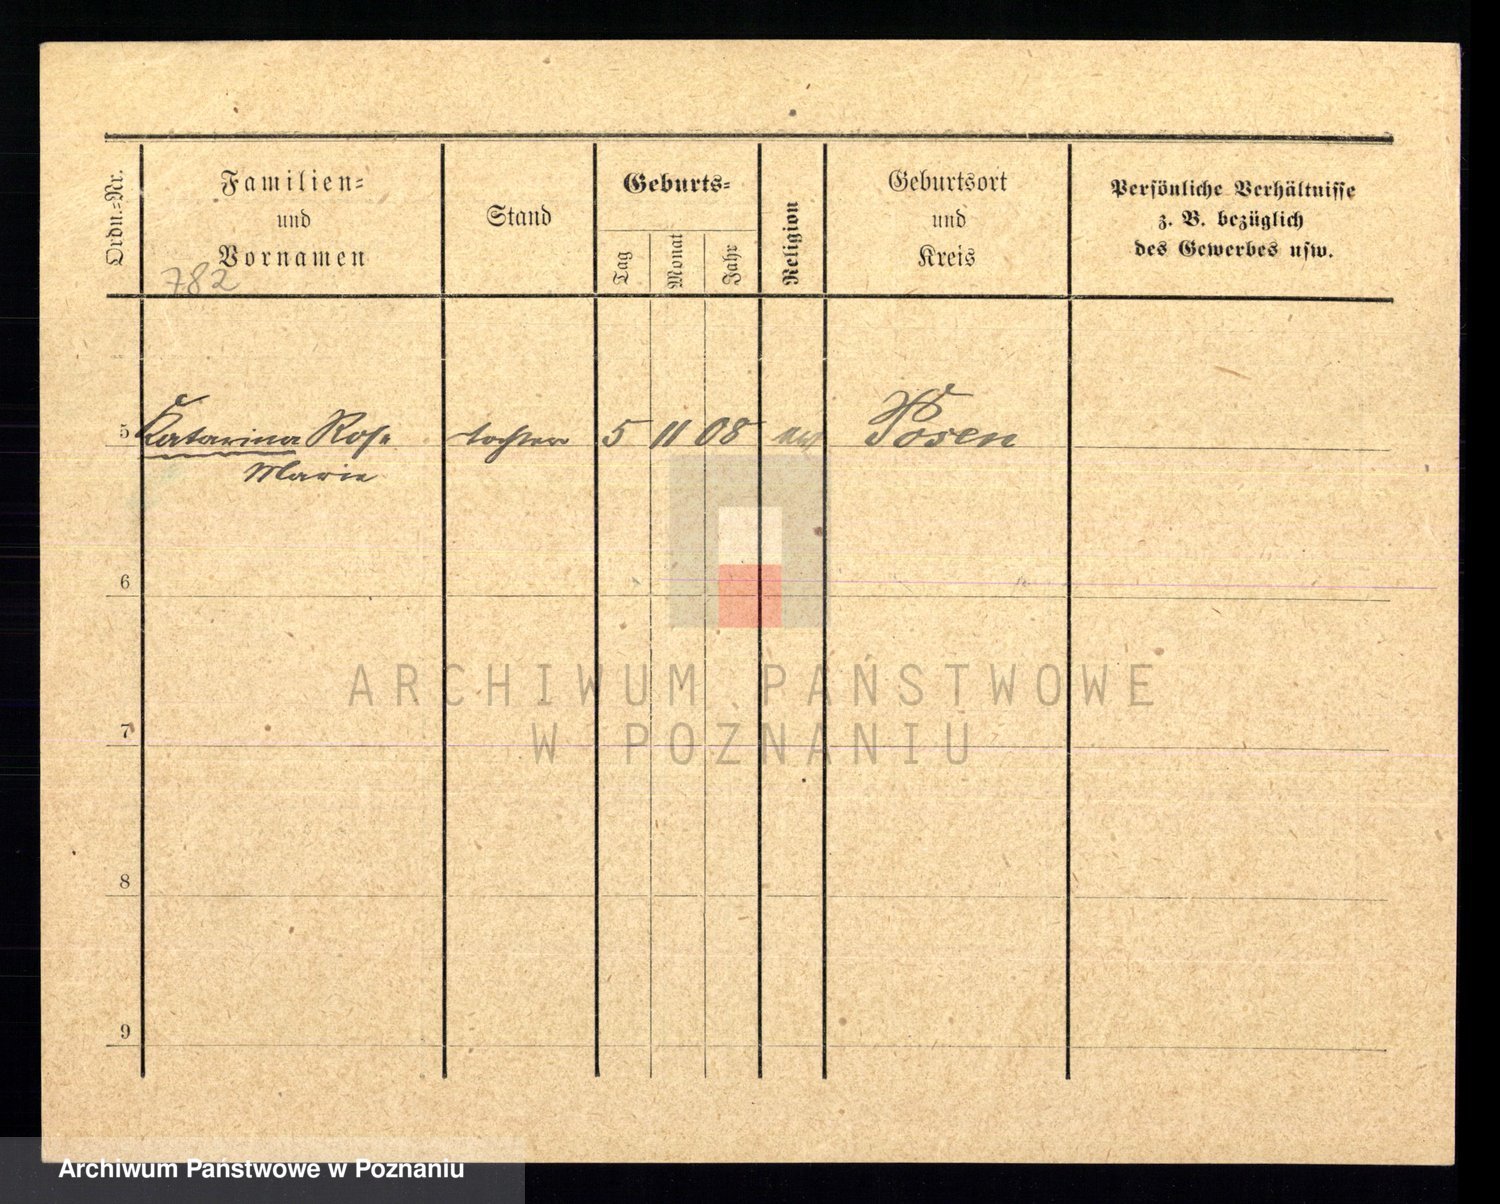 Ordn.-Nr.
Familien-
und
Vornamen
782
Stand
Geburts-
Tag
Monat
Jahr
Religion
Geburtsort
und
Kreis
Persönliche Verhältnisse
z. B. bezüglich
des Gewerbes usw.
5 Katarina Rosa tochter 5 11 08 Posen
Marie
6
7
8
9
ARCHIWUM PAŃSTWOWE
W POZNANIU
Archiwum Państwowe w Poznaniu